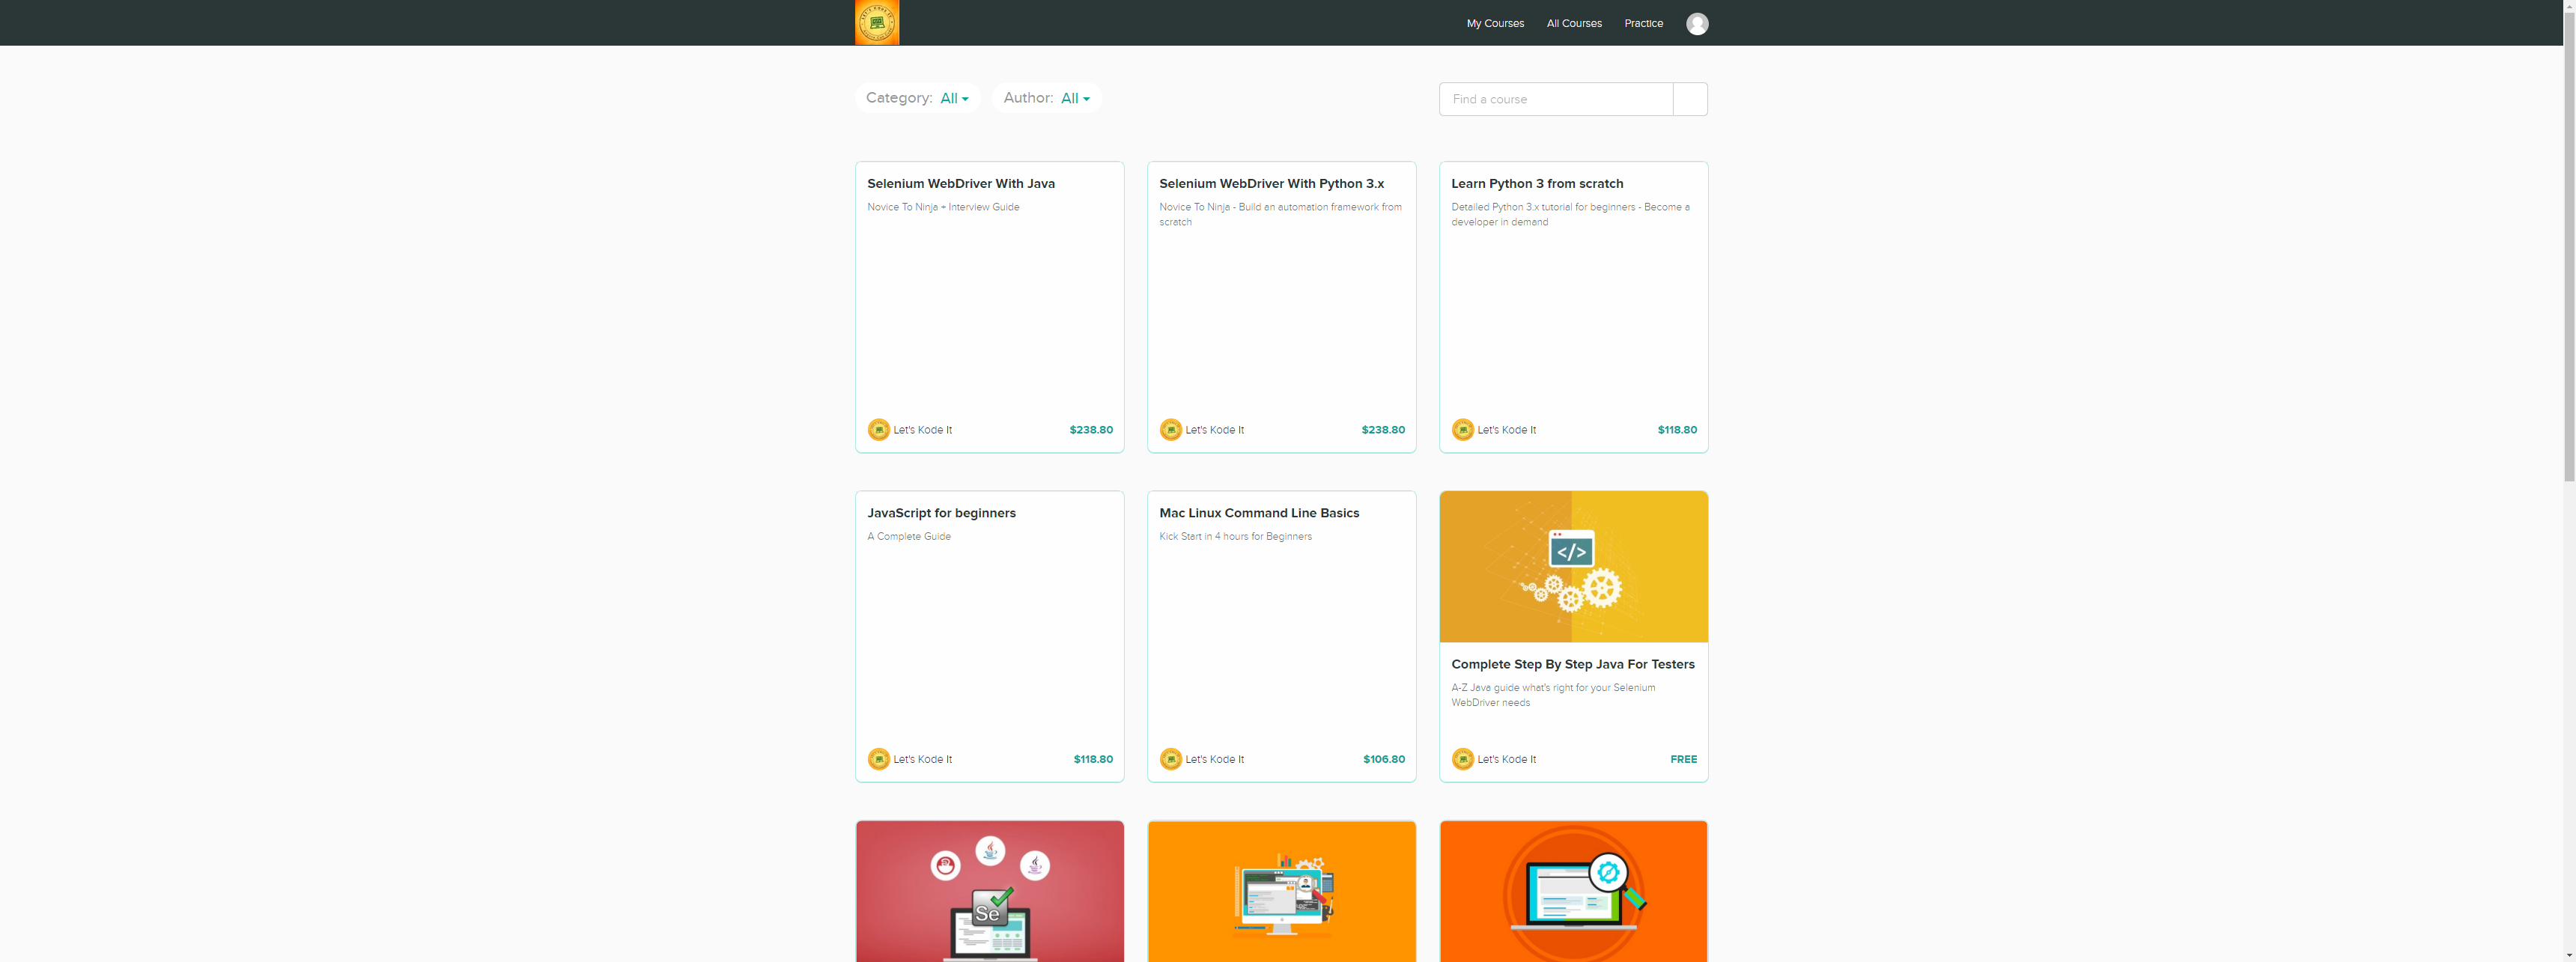 My Courses
All Courses
Practice
Category: All
Author: All
Find a course
Selenium WebDriver With Java
Novice To Ninja + Interview Guide
Let's Kode It
$238.80
Selenium WebDriver With Python 3.x
Novice To Ninja - Build an automation framework from
scratch
Let's Kode It
$238.80
Learn Python 3 from scratch
Detailed Python 3.x tutorial for beginners - Become a
developer in demand
Let's Kode It
$118.80
JavaScript for beginners
A Complete Guide
Let's Kode It
$118.80
Mac Linux Command Line Basics
Kick Start in 4 hours for Beginners
Let's Kode It
$106.80
</>
Complete Step By Step Java For Testers
A-Z Java guide what's right for your Selenium
WebDriver needs
Let's Kode It
FREE
Se